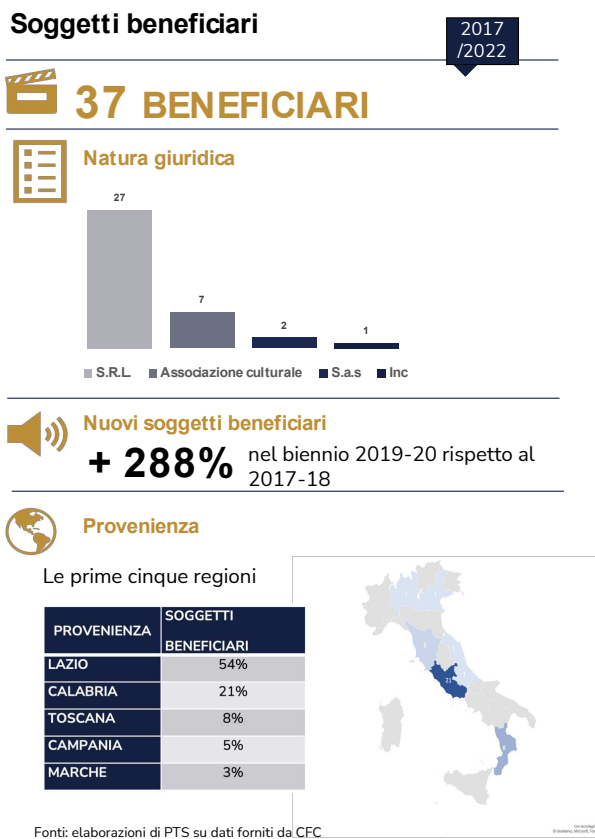 Soggetti beneficiari
2017
/2022
37 BENEFICIARI
Natura giuridica
27
7
2
1
S.R.L. Associazione culturale S.a.s Inc
Nuovi soggetti beneficiari
+ 288% nel biennio 2019-20 rispetto al
2017-18
Provenienza
Le prime cinque regioni
PROVENIENZA SOGGETTI
BENEFICIARI
LAZIO 54%
CALABRIA 21%
TOSCANA 8%
CAMPANIA 5%
MARCHE 3%
21
Fonti: elaborazioni di PTS su dati forniti da CFC